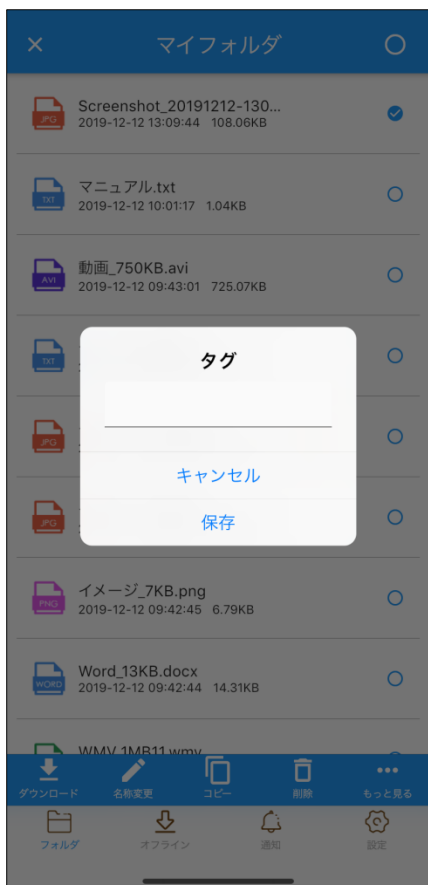 マイフォルダ
JPG
Screenshot_20191212-130...
2019-12-12 13:09:44 108.06KB
TXT
マニュアル.txt
2019-12-12 10:01:17 1.04KB
AVI
動画_750KB.avi
2019-12-12 09:43:01 725.07KB
TXT
タグ
JPG
キャンセル
JPG
保存
PNG
イメージ_7KB.png
2019-12-12 09:42:45 6.79KB
WORD
Word_13KB.docx
2019-12-12 09:42:44 14.31KB
WMV_1MB11.wmv
ダウンロード
名称変更
コピー
削除
もっと見る
フォルダ
オフライン
通知
設定